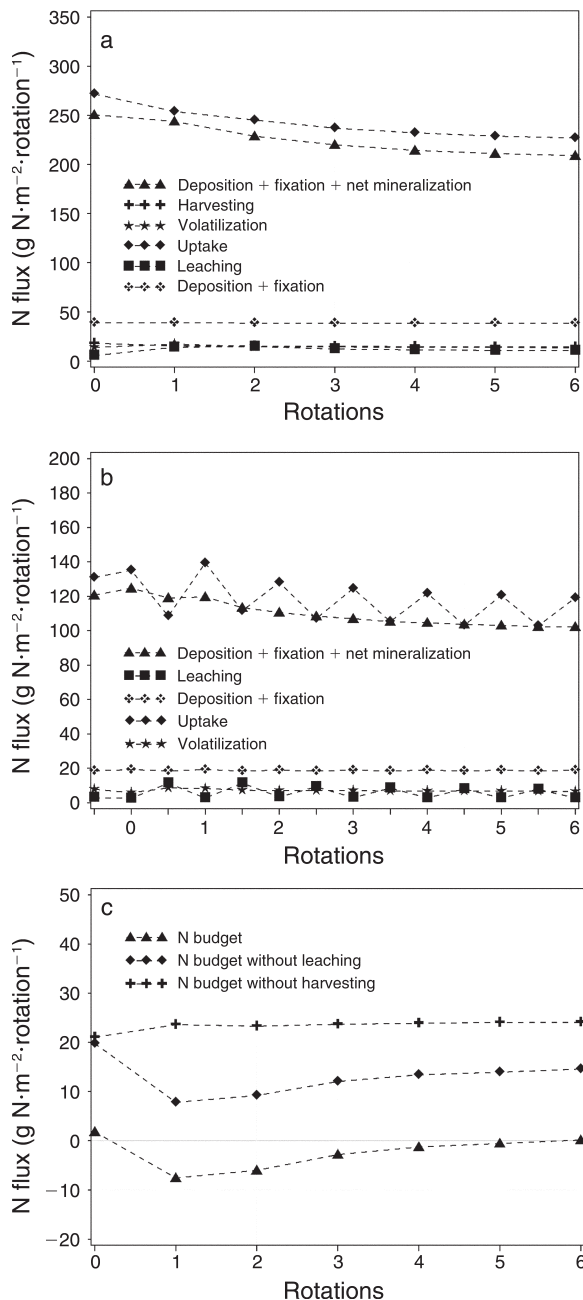 a
350
300
250
200
150
100
50
0
N flux (g N·m⁻²·rotation⁻¹)
Deposition + fixation + net mineralization
Harvesting
Volatilization
Uptake
Leaching
Deposition + fixation
0 1 2 3 4 5 6
Rotations
b
200
180
160
140
120
100
80
60
40
20
0
N flux (g N·m⁻²·rotation⁻¹)
Deposition + fixation + net mineralization
Leaching
Deposition + fixation
Uptake
Volatilization
0 1 2 3 4 5 6
Rotations
c
50
40
30
20
10
0
−10
−20
N flux (g N·m⁻²·rotation⁻¹)
N budget
N budget without leaching
N budget without harvesting
0 1 2 3 4 5 6
Rotations